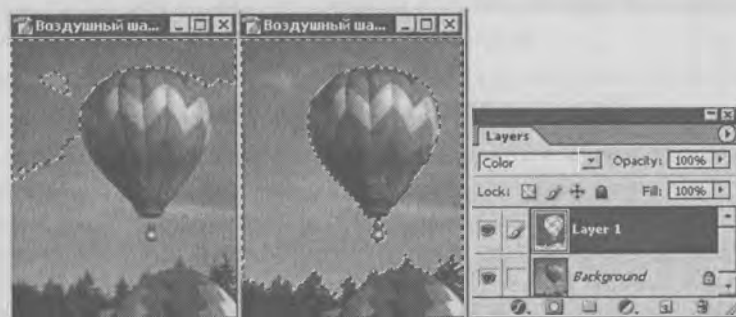 Воздушный ша...
Воздушный ша...
Layers
Color
Opacity: 100%
Lock:
Fill: 100%
Layer 1
Background